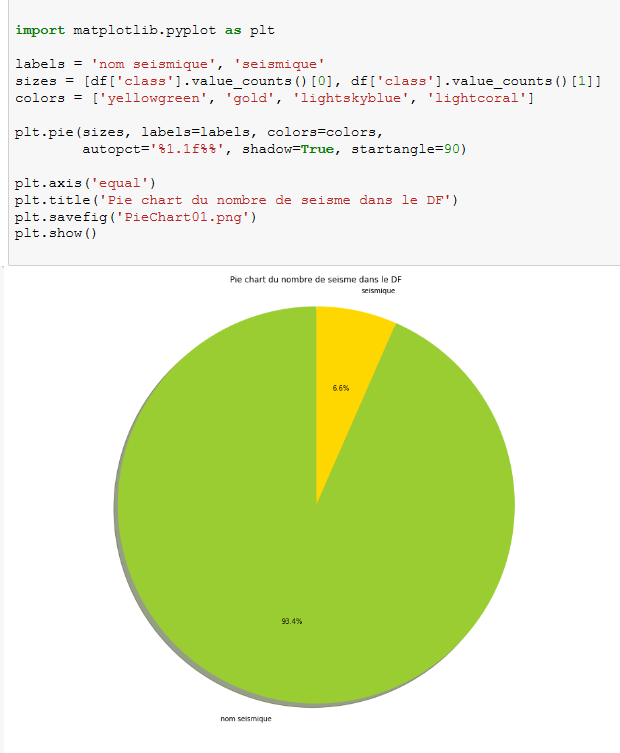 import matplotlib.pyplot as plt
labels = 'nom seismique', 'seismique'
sizes = [df['class'].value_counts()[0], df['class'].value_counts()[1]]
colors = ['yellowgreen', 'gold', 'lightskyblue', 'lightcoral']
plt.pie(sizes, labels=labels, colors=colors,
autopct='%1.1f%%', shadow=True, startangle=90)
plt.axis('equal')
plt.title('Pie chart du nombre de seisme dans le DF')
plt.savefig('PieChart01.png')
plt.show()
Pie chart du nombre de seisme dans le DF
seismique
6.6%
93.4%
nom seismique